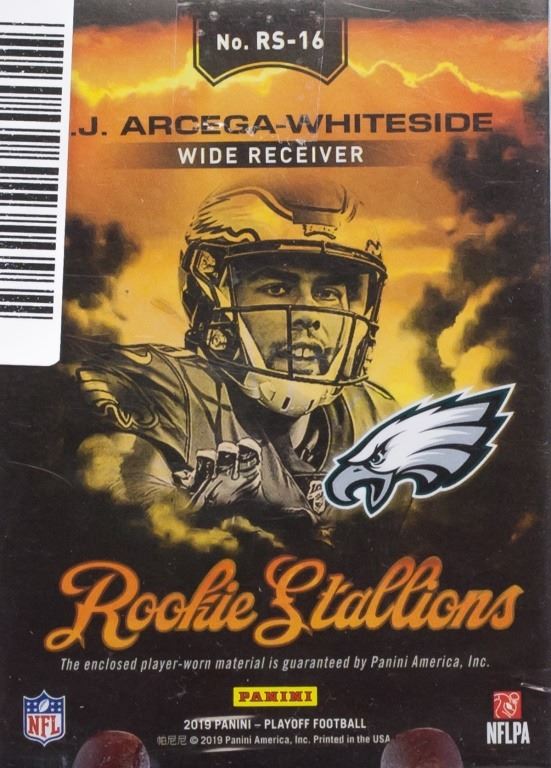 No. RS-16
.J. ARCEGA-WHITESIDE
WIDE RECEIVER
Rookie Stallions
The enclosed player-worn material is guaranteed by Panini America, Inc.
PANINI
2019 PANINI – PLAYOFF FOOTBALL
帕尼尼 © 2019 Panini America, Inc. Printed in the USA
NFL
NFLPA